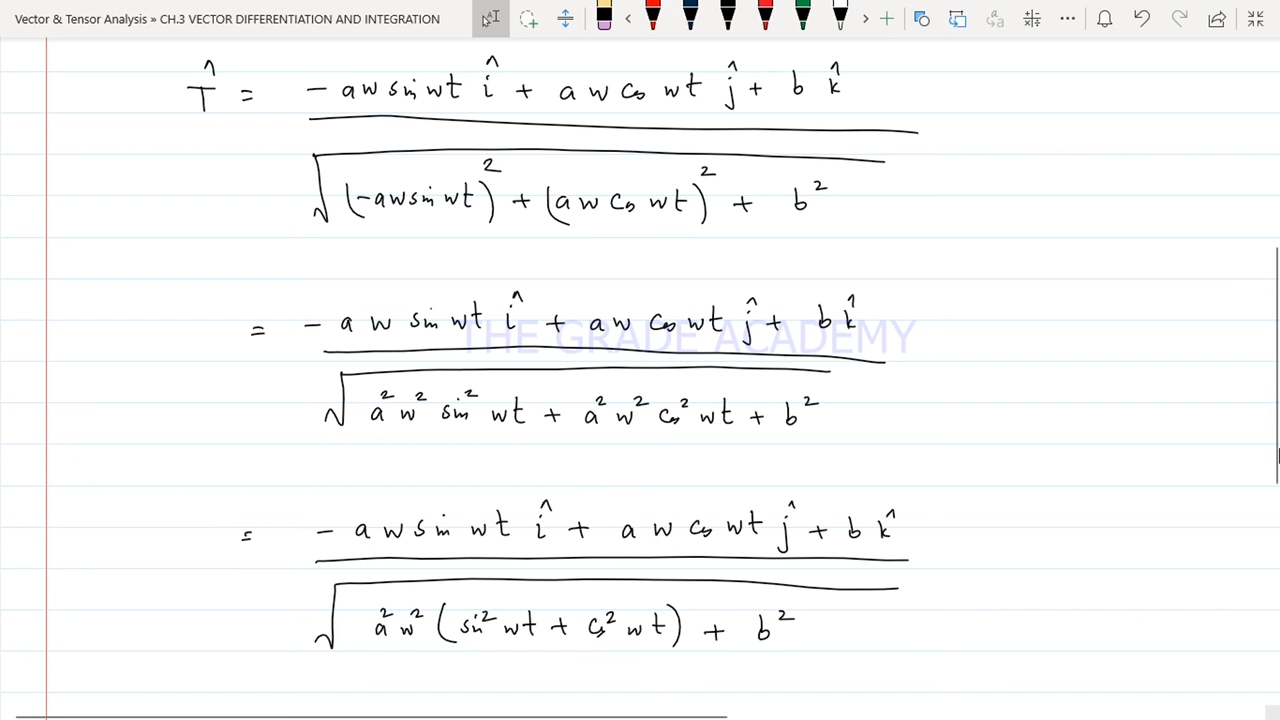 Vector & Tensor Analysis » CH.3 VECTOR DIFFERENTIATION AND INTEGRATION
T̂ = - aw sin wt î + a w cos wt ĵ + b k̂
√((-aw sin wt)² + (a w cos wt)² + b²)
= - a w sin wt î + aw cos wt ĵ + b k̂
THE GRADE ACADEMY
√(a² w² sin² wt + a² w² cos² wt + b²)
= - a w sin wt î + a w cos wt ĵ + b k̂
√(a² w² (sin² wt + cos² wt) + b²)